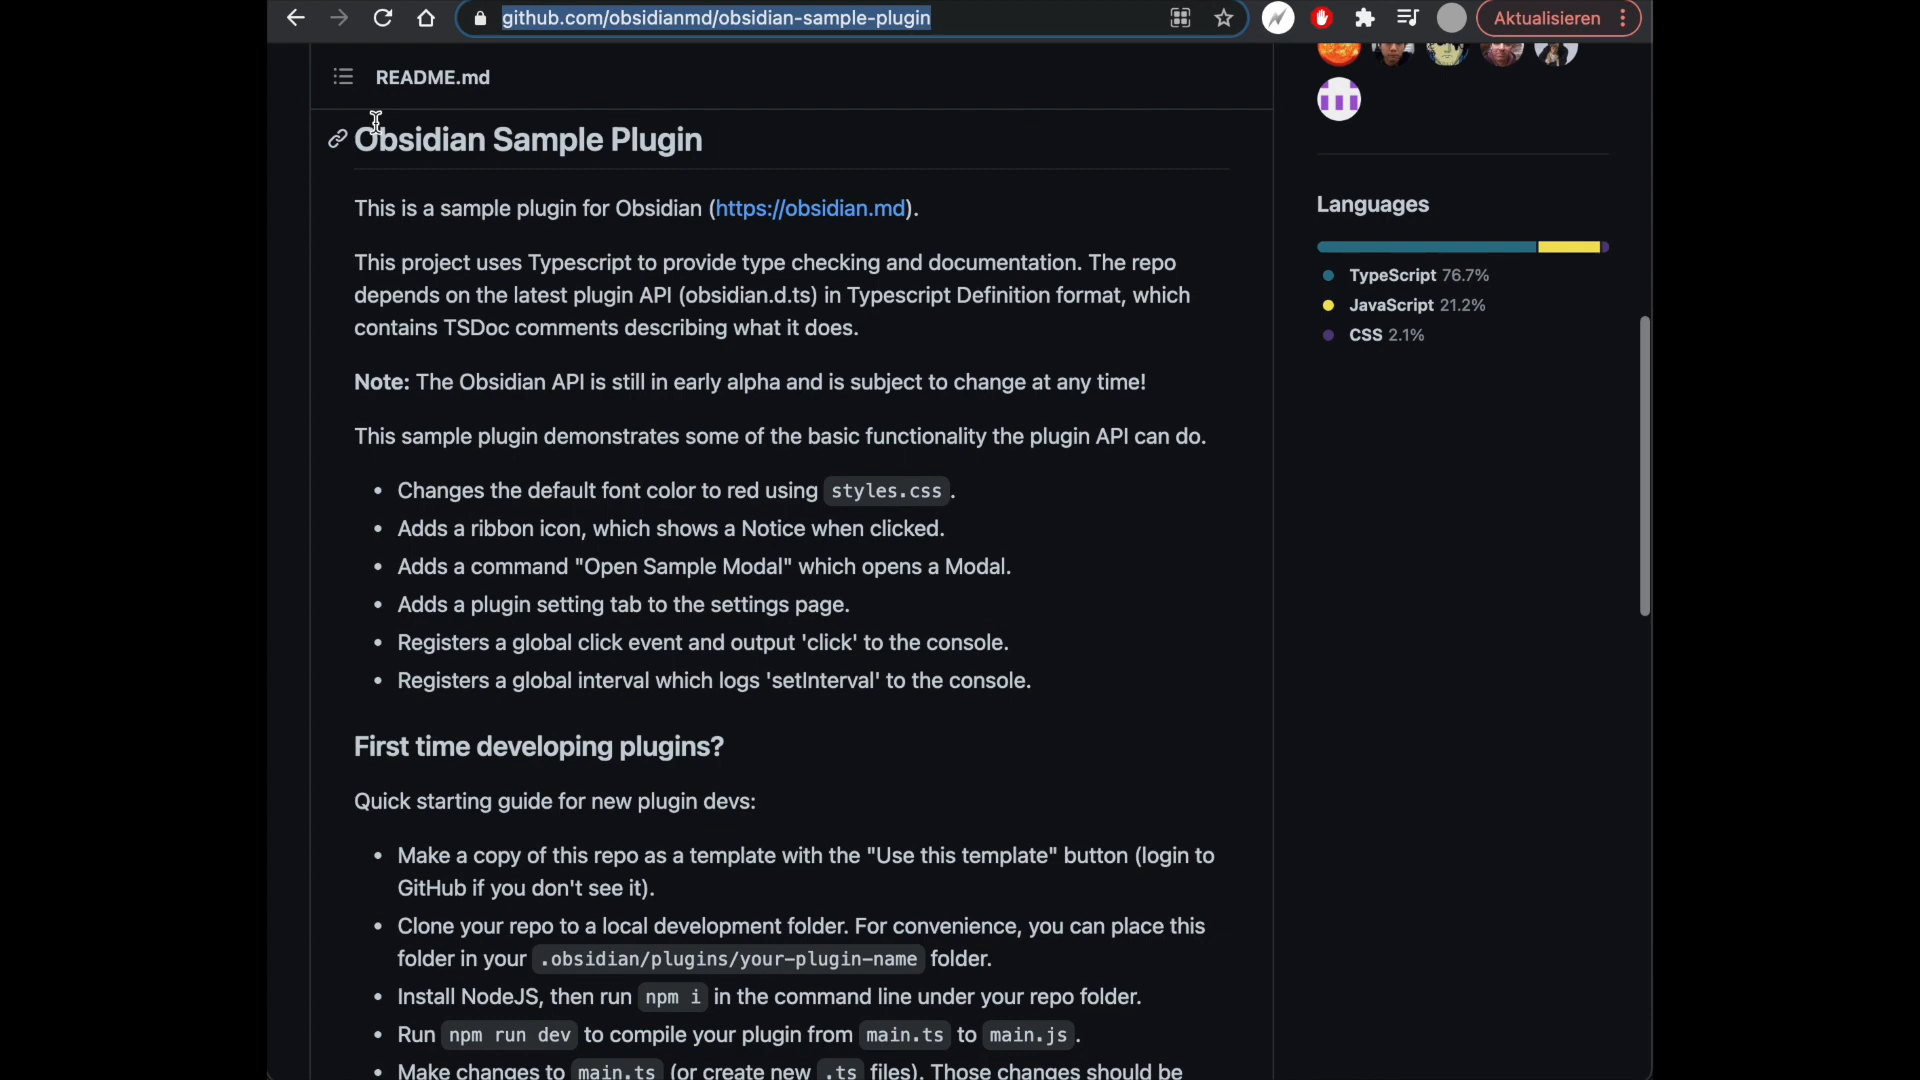 github.com/obsidianmd/obsidian-sample-plugin
Aktualisieren
README.md
Obsidian Sample Plugin
This is a sample plugin for Obsidian (https://obsidian.md).
This project uses Typescript to provide type checking and documentation. The repo
depends on the latest plugin API (obsidian.d.ts) in Typescript Definition format, which
contains TSDoc comments describing what it does.
Note: The Obsidian API is still in early alpha and is subject to change at any time!
This sample plugin demonstrates some of the basic functionality the plugin API can do.
• Changes the default font color to red using styles.css.
• Adds a ribbon icon, which shows a Notice when clicked.
• Adds a command "Open Sample Modal" which opens a Modal.
• Adds a plugin setting tab to the settings page.
• Registers a global click event and output 'click' to the console.
• Registers a global interval which logs 'setInterval' to the console.
First time developing plugins?
Quick starting guide for new plugin devs:
• Make a copy of this repo as a template with the "Use this template" button (login to
GitHub if you don't see it).
• Clone your repo to a local development folder. For convenience, you can place this
folder in your .obsidian/plugins/your-plugin-name folder.
• Install NodeJS, then run npm i in the command line under your repo folder.
• Run npm run dev to compile your plugin from main.ts to main.js.
• Make changes to main.ts (or create new .ts files). Those changes should be
Languages
TypeScript 76.7%
JavaScript 21.2%
CSS 2.1%